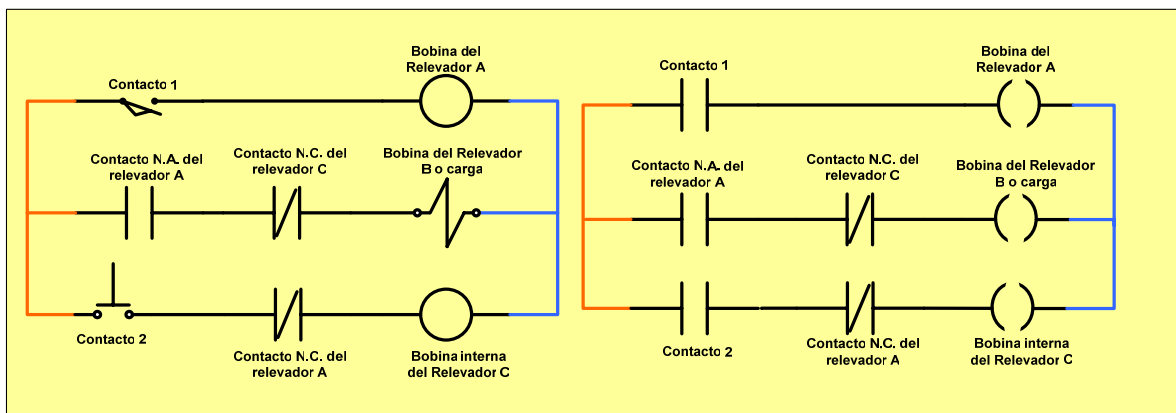 Bobina del
Relevador A
Contacto 1
Contacto N.A. del
relevador A
Contacto N.C. del
relevador C
Bobina del Relevador
B o carga
Contacto 2
Contacto N.C. del
relevador A
Bobina interna
del Relevador C
Bobina del
Relevador A
Contacto 1
Contacto N.A. del
relevador A
Contacto N.C. del
relevador C
Bobina del Relevador
B o carga
Contacto 2
Contacto N.C. del
relevador A
Bobina interna
del Relevador C